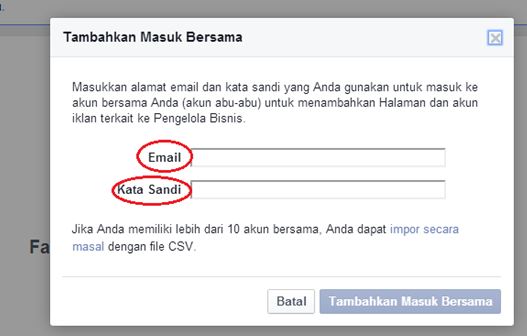 Tambahkan Masuk Bersama
Masukkan alamat email dan kata sandi yang Anda gunakan untuk masuk ke
akun bersama Anda (akun abu-abu) untuk menambahkan Halaman dan akun
iklan terkait ke Pengelola Bisnis.
Email
Kata Sandi
Jika Anda memiliki lebih dari 10 akun bersama, Anda dapat impor secara
masal dengan file CSV.
Fa
Batal Tambahkan Masuk Bersama